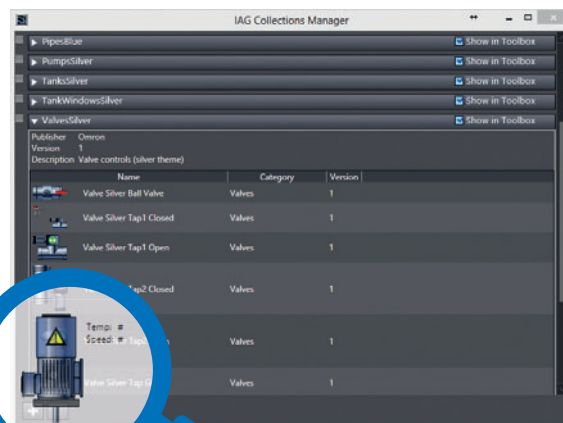 IAG Collections Manager
PipesBlue Show in Toolbox
PumpsSilver Show in Toolbox
TanksSilver Show in Toolbox
TankWindowsSilver Show in Toolbox
ValvesSilver Show in Toolbox
Publisher Omron
Version 1
Description Valve controls (silver theme)
Name Category Version
Valve Silver Ball Valve Valves 1
Valve Silver Tap1 Closed Valves 1
Valve Silver Tap1 Open Valves 1
Tap2 Closed Valves 1
Temp: #
Speed: #
Valves 1
Valve Silver Tap Valves 1